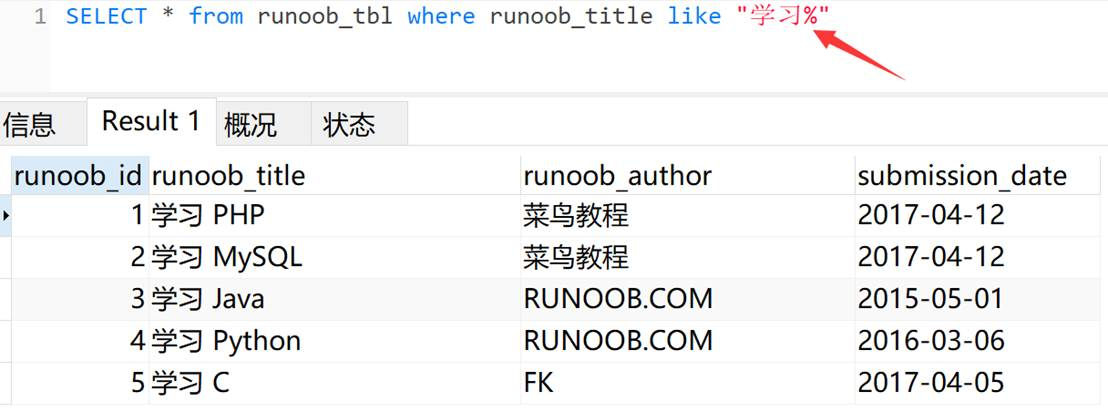 1 SELECT * from runoob_tbl where runoob_title like "学习%"
信息 Result 1 概况 状态
runoob_id runoob_title runoob_author submission_date
1 学习 PHP 菜鸟教程 2017-04-12
2 学习 MySQL 菜鸟教程 2017-04-12
3 学习 Java RUNOOB.COM 2015-05-01
4 学习 Python RUNOOB.COM 2016-03-06
5 学习 C FK 2017-04-05